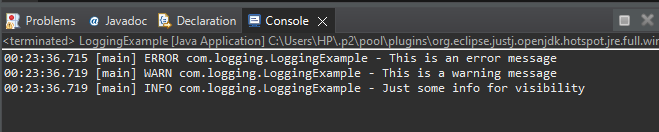 Problems @ Javadoc Declaration Console
<terminated> LoggingExample [Java Application] C:\Users\HP\.p2\pool\plugins\org.eclipse.justj.openjdk.hotspot.jre.full.win
00:23:36.715 [main] ERROR com.logging.LoggingExample - This is an error message
00:23:36.719 [main] WARN com.logging.LoggingExample - This is a warning message
00:23:36.719 [main] INFO com.logging.LoggingExample - Just some info for visibility